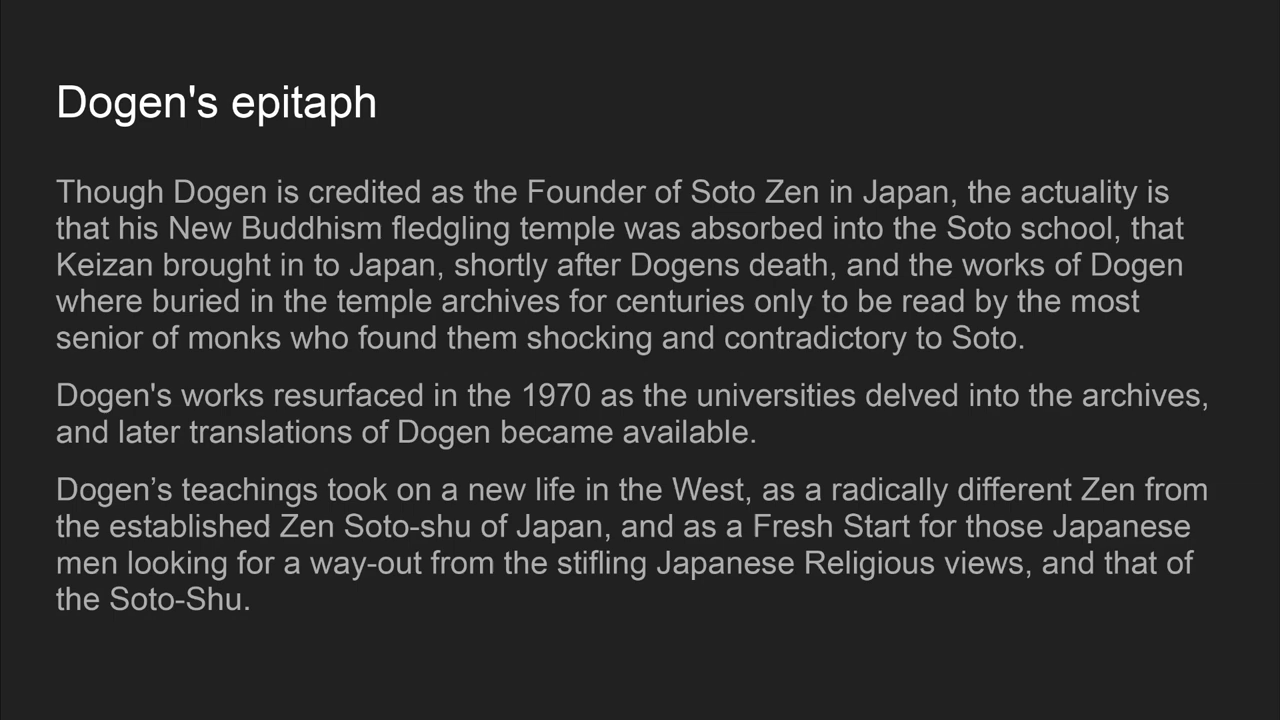 Dogen's epitaph
Though Dogen is credited as the Founder of Soto Zen in Japan, the actuality is
that his New Buddhism fledgling temple was absorbed into the Soto school, that
Keizan brought in to Japan, shortly after Dogens death, and the works of Dogen
where buried in the temple archives for centuries only to be read by the most
senior of monks who found them shocking and contradictory to Soto.
Dogen's works resurfaced in the 1970 as the universities delved into the archives,
and later translations of Dogen became available.
Dogen’s teachings took on a new life in the West, as a radically different Zen from
the established Zen Soto-shu of Japan, and as a Fresh Start for those Japanese
men looking for a way-out from the stifling Japanese Religious views, and that of
the Soto-Shu.